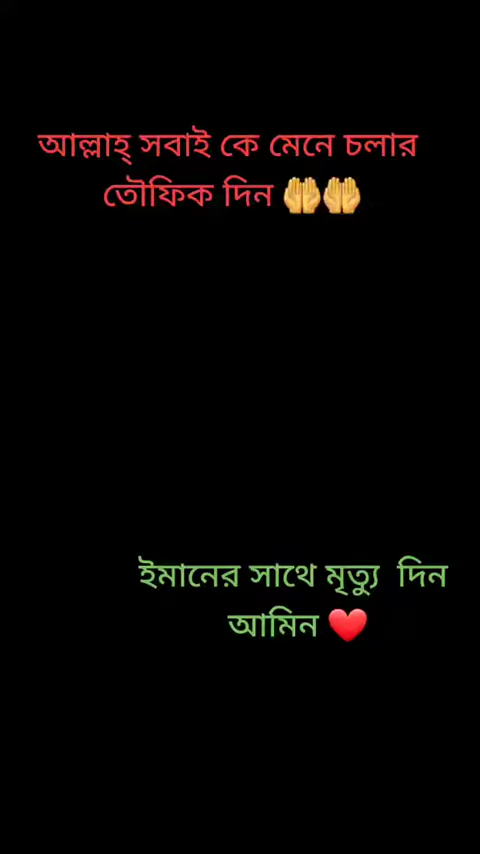 আল্লাহ্ সবাই কে মেনে চলার
তৌফিক দিন 🤲🤲
ইমানের সাথে মৃত্যু  দিন
আমিন ❤️